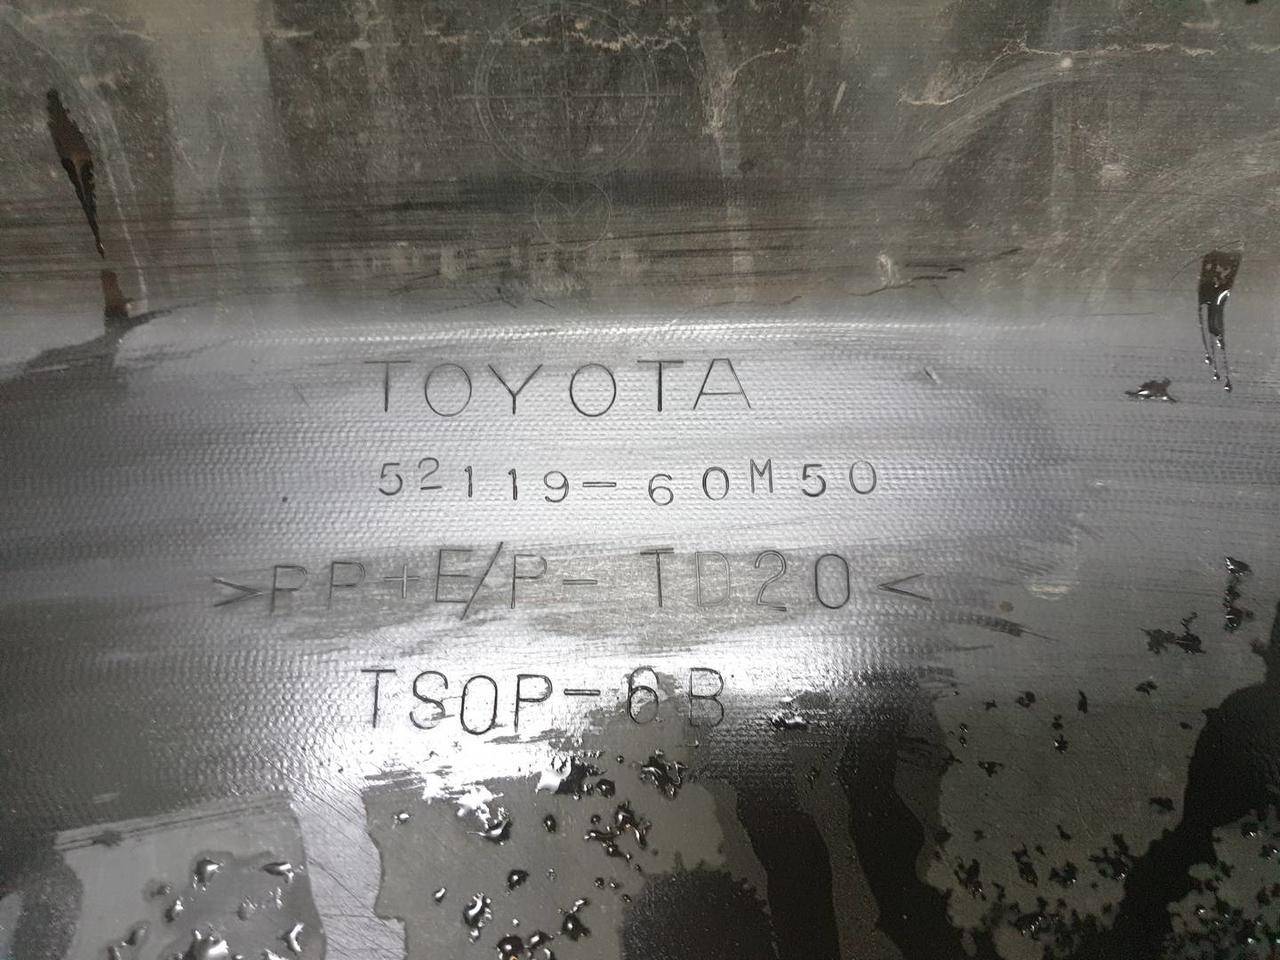 TOYOTA
52119-60M50
>PP+E/P-TD20<
TSOP-6B